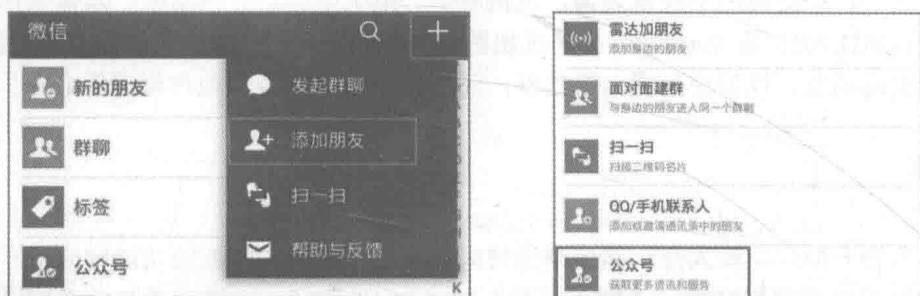 微信
新的朋友
群聊
标签
公众号
发起群聊
添加朋友
扫一扫
帮助与反馈
K
雷达加朋友
添加身边的朋友
面对面建群
与身边的朋友进入同一个群聊
扫一扫
扫描二维码名片
QQ/手机联系人
添加或邀请通讯录中的朋友
公众号
获取更多资讯和服务